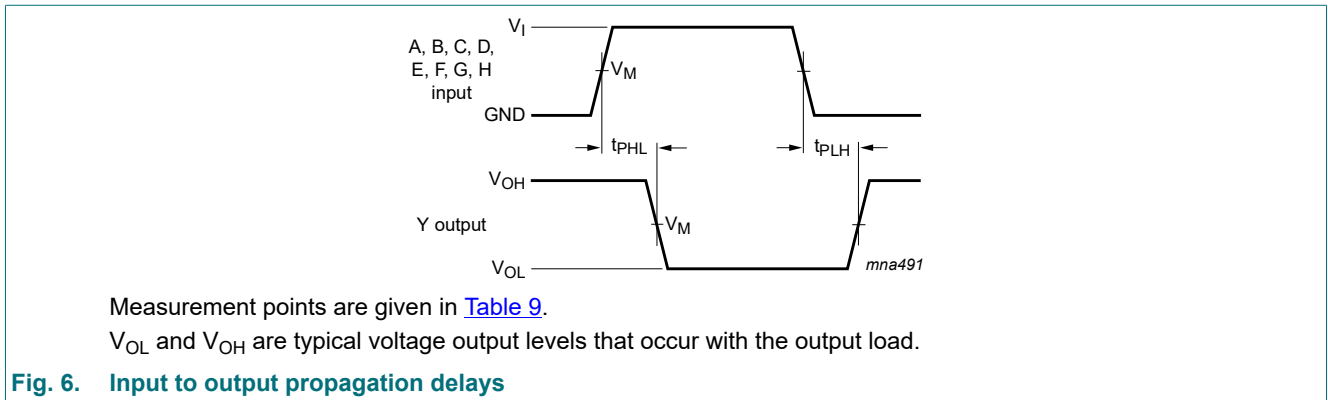 V_I
A, B, C, D,
E, F, G, H
input
V_M
GND
t_PHL
t_PLH
V_OH
Y output
V_M
V_OL
mna491
Measurement points are given in Table 9.
V_OL and V_OH are typical voltage output levels that occur with the output load.
Fig. 6. Input to output propagation delays